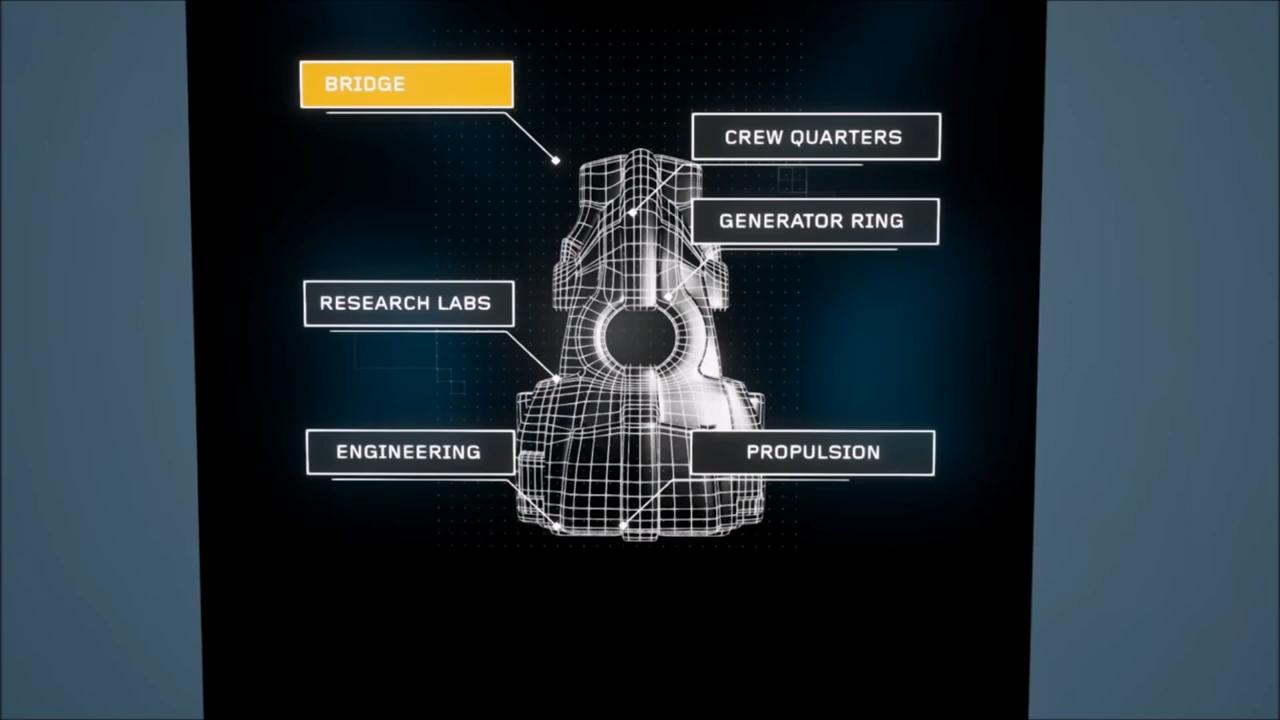 BRIDGE
CREW QUARTERS
GENERATOR RING
RESEARCH LABS
ENGINEERING
PROPULSION